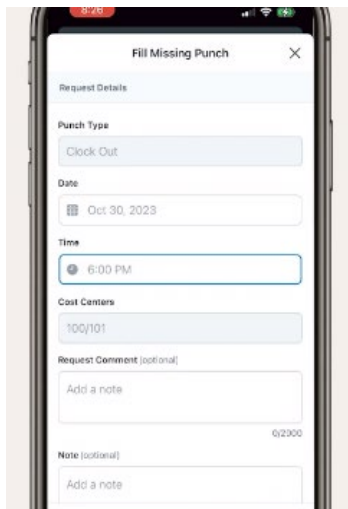 8:26
Fill Missing Punch
Request Details
Punch Type
Clock Out
Date
Oct 30, 2023
Time
6:00 PM
Cost Centers
100/101
Request Comment (optional)
Add a note
0/2000
Note (optional)
Add a note